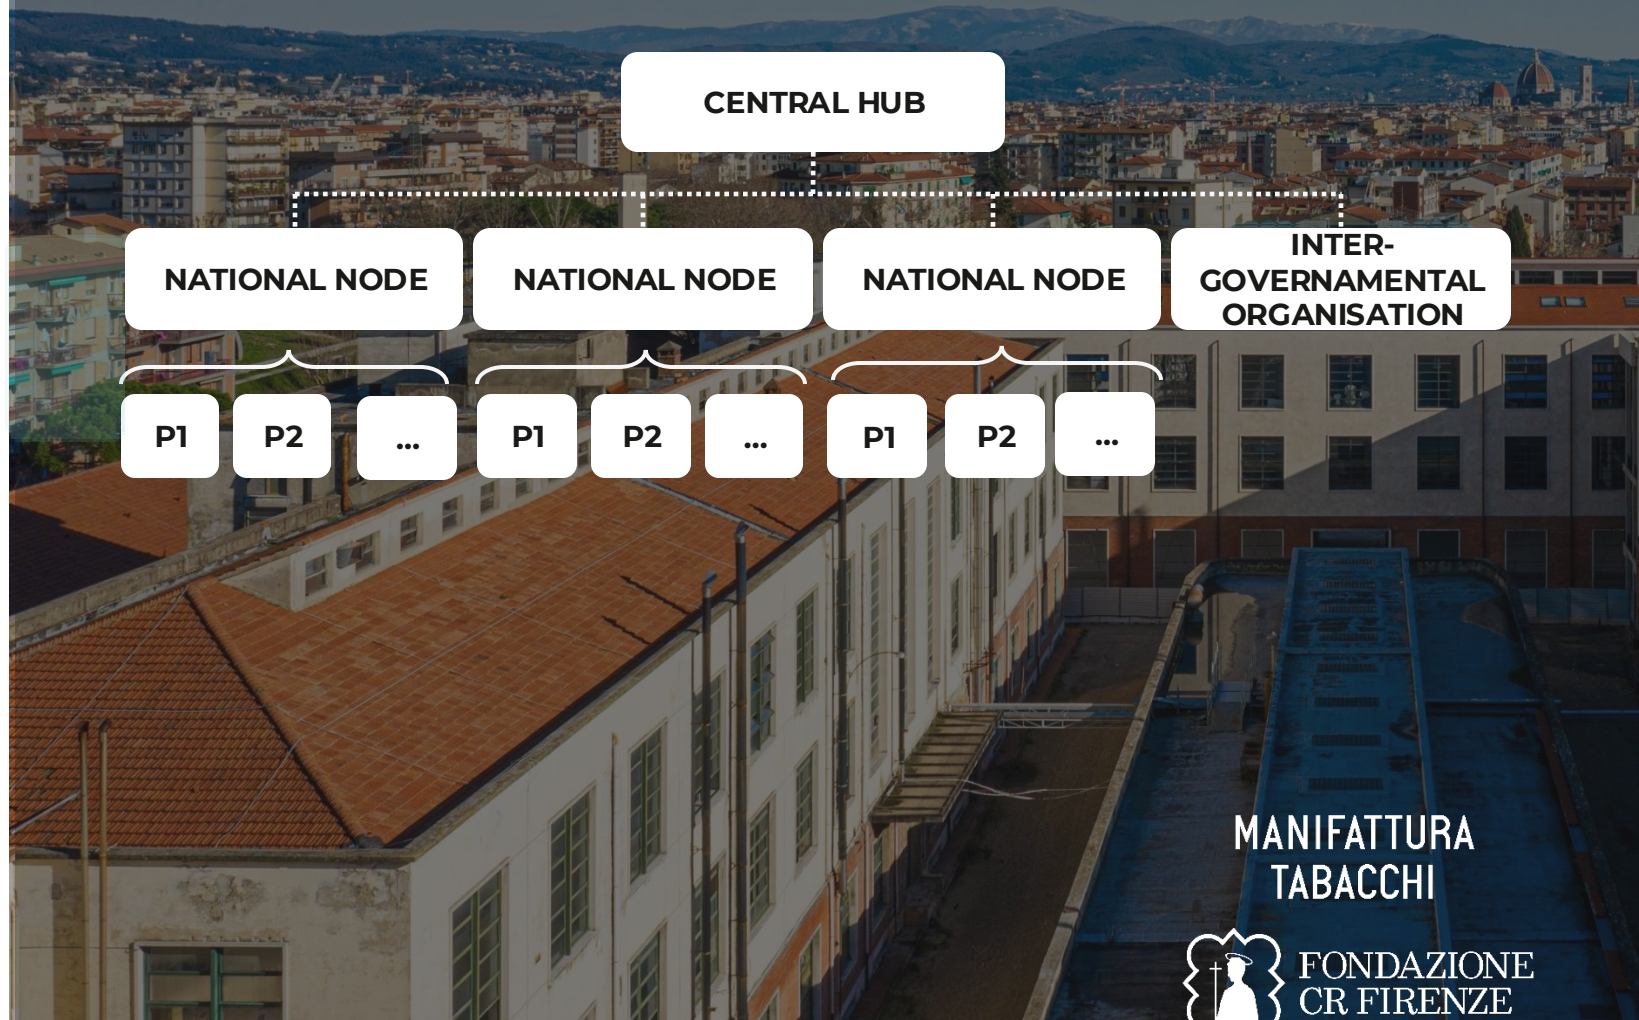 CENTRAL HUB
NATIONAL NODE
NATIONAL NODE
NATIONAL NODE
INTER-
GOVERNAMENTAL
ORGANISATION
P1
P2
...
P1
P2
...
P1
P2
...
MANIFATTURA
TABACCHI
FONDAZIONE
CR FIRENZE